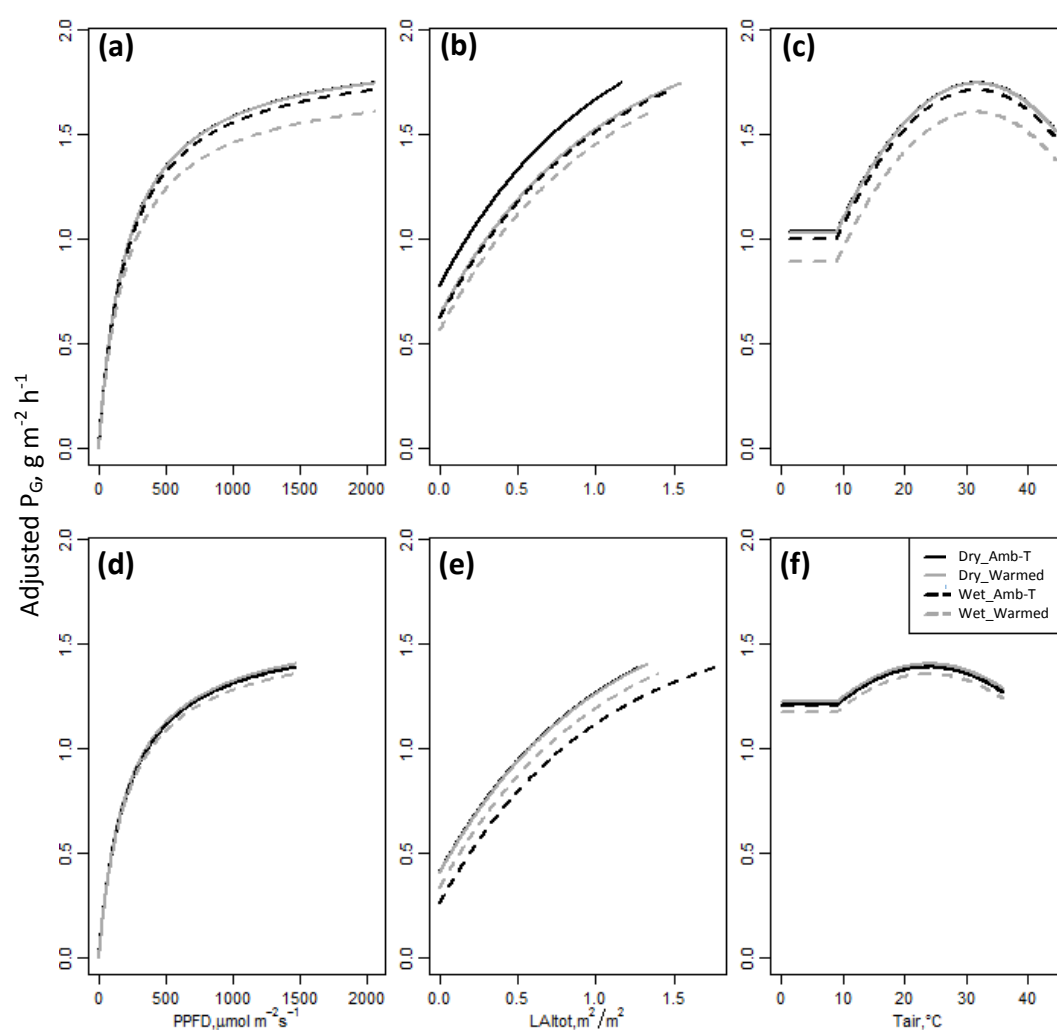 Adjusted P_G, g m⁻² h⁻¹
(a)
0.0 0.5 1.0 1.5 2.0
0 500 1000 1500 2000
(b)
0.0 0.5 1.0 1.5 2.0
0.0 0.5 1.0 1.5
(c)
0.0 0.5 1.0 1.5 2.0
0 10 20 30 40
(d)
0.0 0.5 1.0 1.5 2.0
0 500 1000 1500 2000
PPFD,µmol m⁻²s⁻¹
(e)
0.0 0.5 1.0 1.5 2.0
0.0 0.5 1.0 1.5
LAItot,m²/m²
(f)
Dry_Amb-T
Dry_Warmed
Wet_Amb-T
Wet_Warmed
0.0 0.5 1.0 1.5 2.0
0 10 20 30 40
Tair,°C